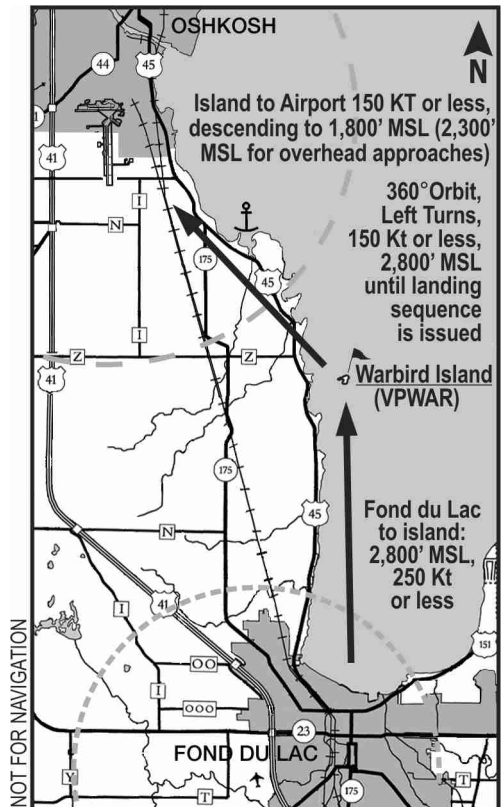 OSHKOSH
44
45
N
Island to Airport 150 KT or less,
descending to 1,800' MSL (2,300'
MSL for overhead approaches)
41
41
360°Orbit,
Left Turns,
150 Kt or less,
2,800' MSL
until landing
sequence
is issued
I
N
175
45
I
Z
Z
41
Warbird Island
(VPWAR)
175
45
Fond du Lac
to island:
2,800' MSL,
250 Kt
or less
N
I
41
151
OO
I
OOO
23
FOND DU LAC
Y
T
175
T
NOT FOR NAVIGATION